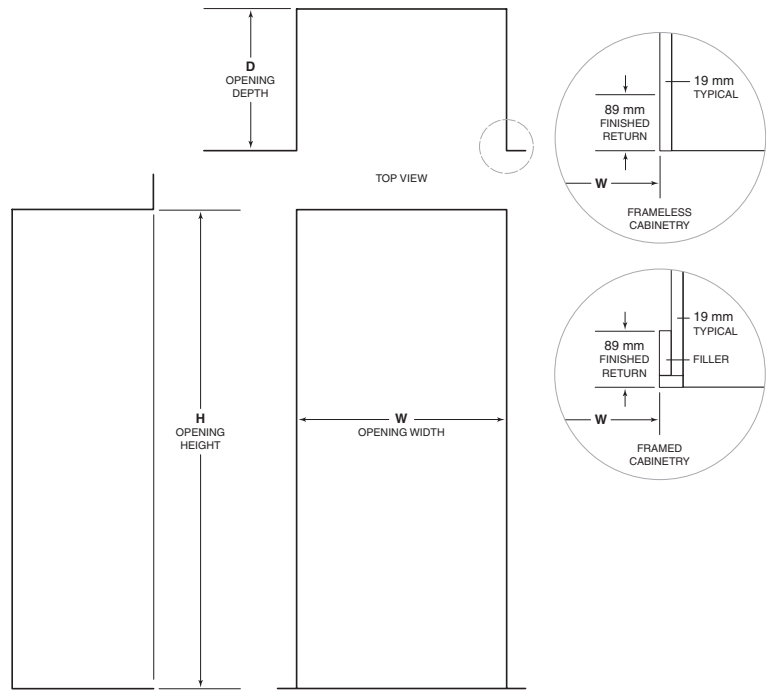 D
OPENING
DEPTH
TOP VIEW
89 mm
FINISHED
RETURN
19 mm
TYPICAL
W
FRAMELESS
CABINETRY
H
OPENING
HEIGHT
W
OPENING WIDTH
89 mm
FINISHED
RETURN
19 mm
TYPICAL
FILLER
W
FRAMED
CABINETRY